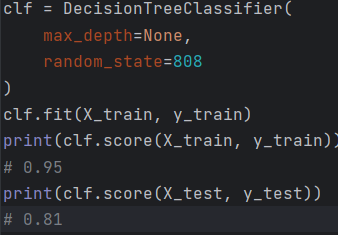 clf = DecisionTreeClassifier(
    max_depth=None,
    random_state=808
)
clf.fit(X_train, y_train)
print(clf.score(X_train, y_train))
# 0.95
print(clf.score(X_test, y_test))
# 0.81